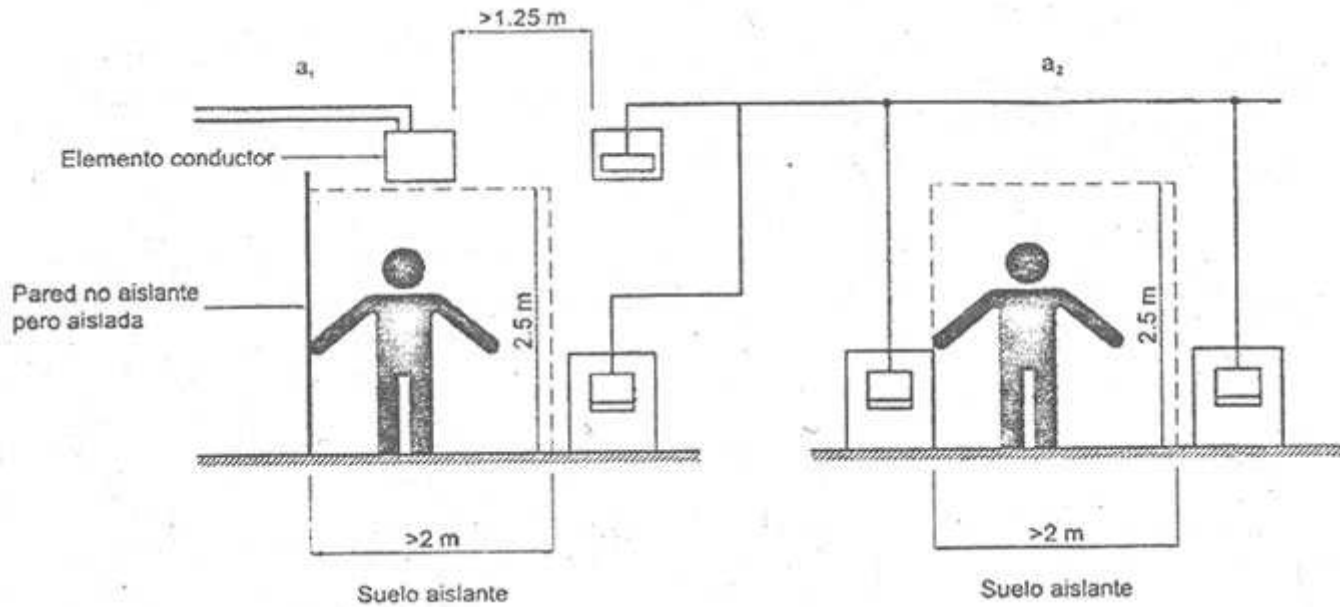 >1.25 m
a₁
a₂
Elemento conductor
Pared no aislante
pero aislada
2.5 m
2.5 m
>2 m
>2 m
Suelo aislante
Suelo aislante